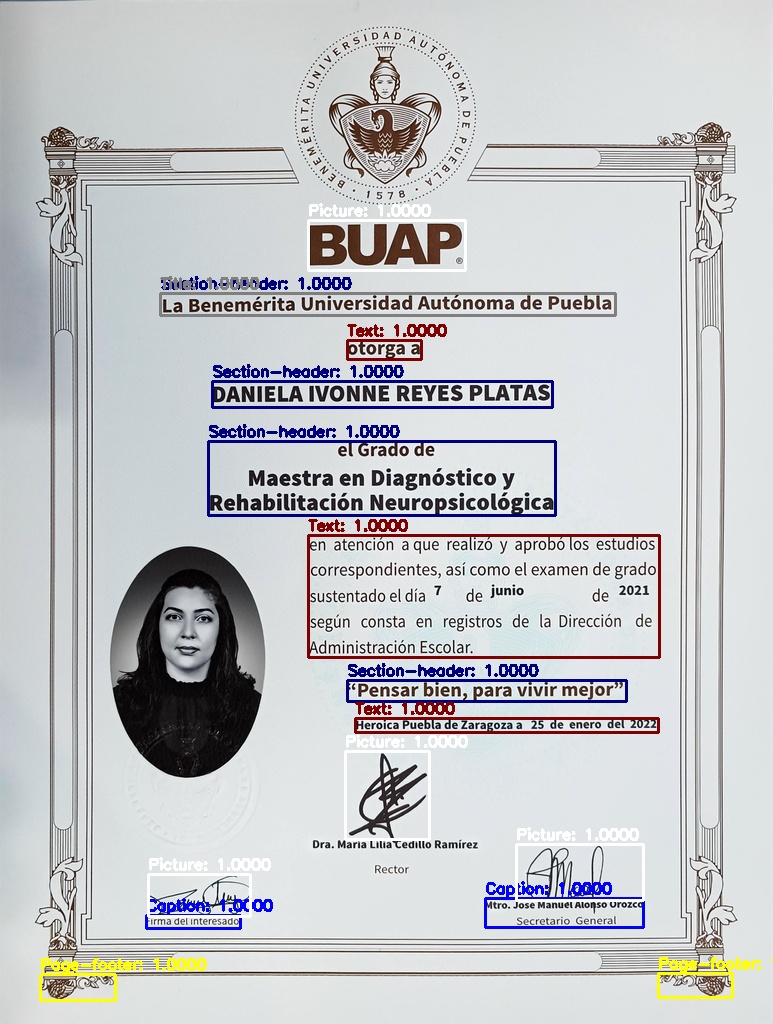 BENEMÉRITA UNIVERSIDAD AUTÓNOMA DE PUEBLA
· 1578 ·
Picture: 1.0000
BUAP®
Section-header: 1.0000
La Benemérita Universidad Autónoma de Puebla
Text: 1.0000
otorga a
Section-header: 1.0000
DANIELA IVONNE REYES PLATAS
Section-header: 1.0000
el Grado de
Maestra en Diagnóstico y
Rehabilitación Neuropsicológica
Text: 1.0000
en atención a que realizó y aprobó los estudios
correspondientes, así como el examen de grado
sustentado el día 7 de junio de 2021
según consta en registros de la Dirección de
Administración Escolar.
Section-header: 1.0000
“Pensar bien, para vivir mejor”
Text: 1.0000
Heroica Puebla de Zaragoza a 25 de enero del 2022
Picture: 1.0000
Dra. María Lilia Cedillo Ramírez
Rector
Picture: 1.0000
Caption: 1.0000
Firma del interesado
Picture: 1.0000
Caption: 1.0000
Mtro. José Manuel Alonso Orozco
Secretario General
Page-footer: 1.0000
Page-footer: